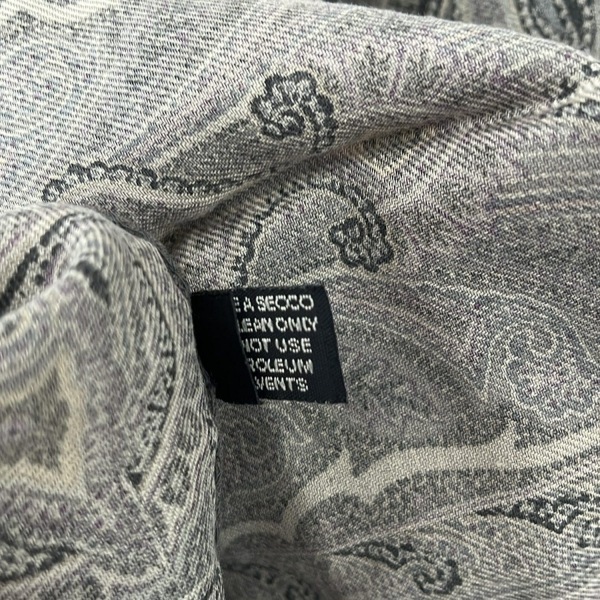 E A SECCO
LEAN ONLY
NOT USE
ROLEUM
VENTS